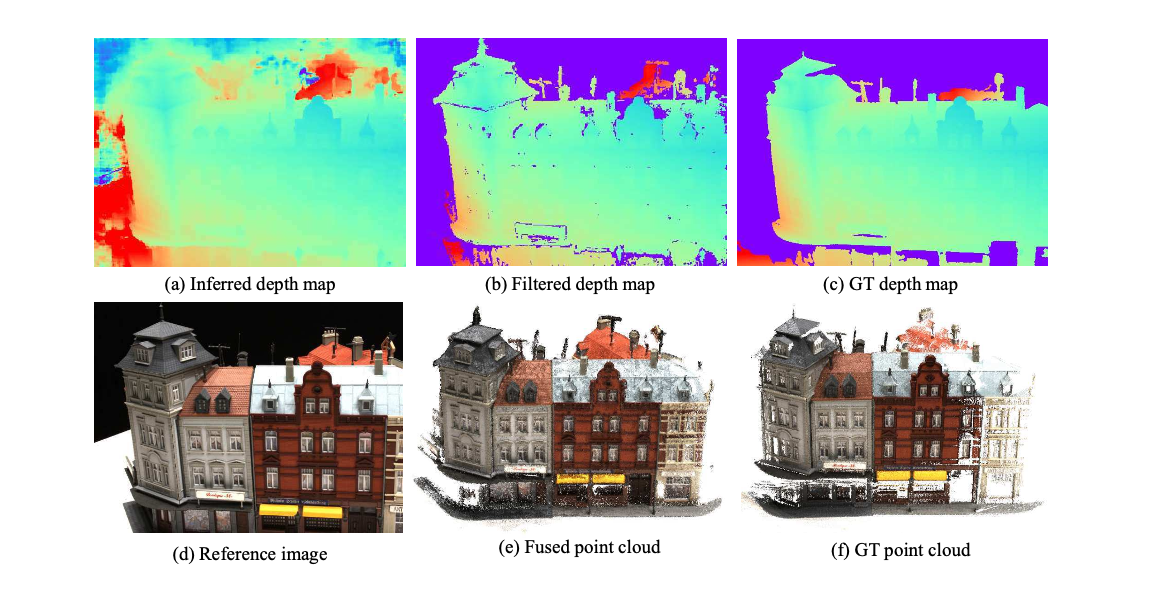 (a) Inferred depth map
(b) Filtered depth map
(c) GT depth map
(d) Reference image
(e) Fused point cloud
(f) GT point cloud